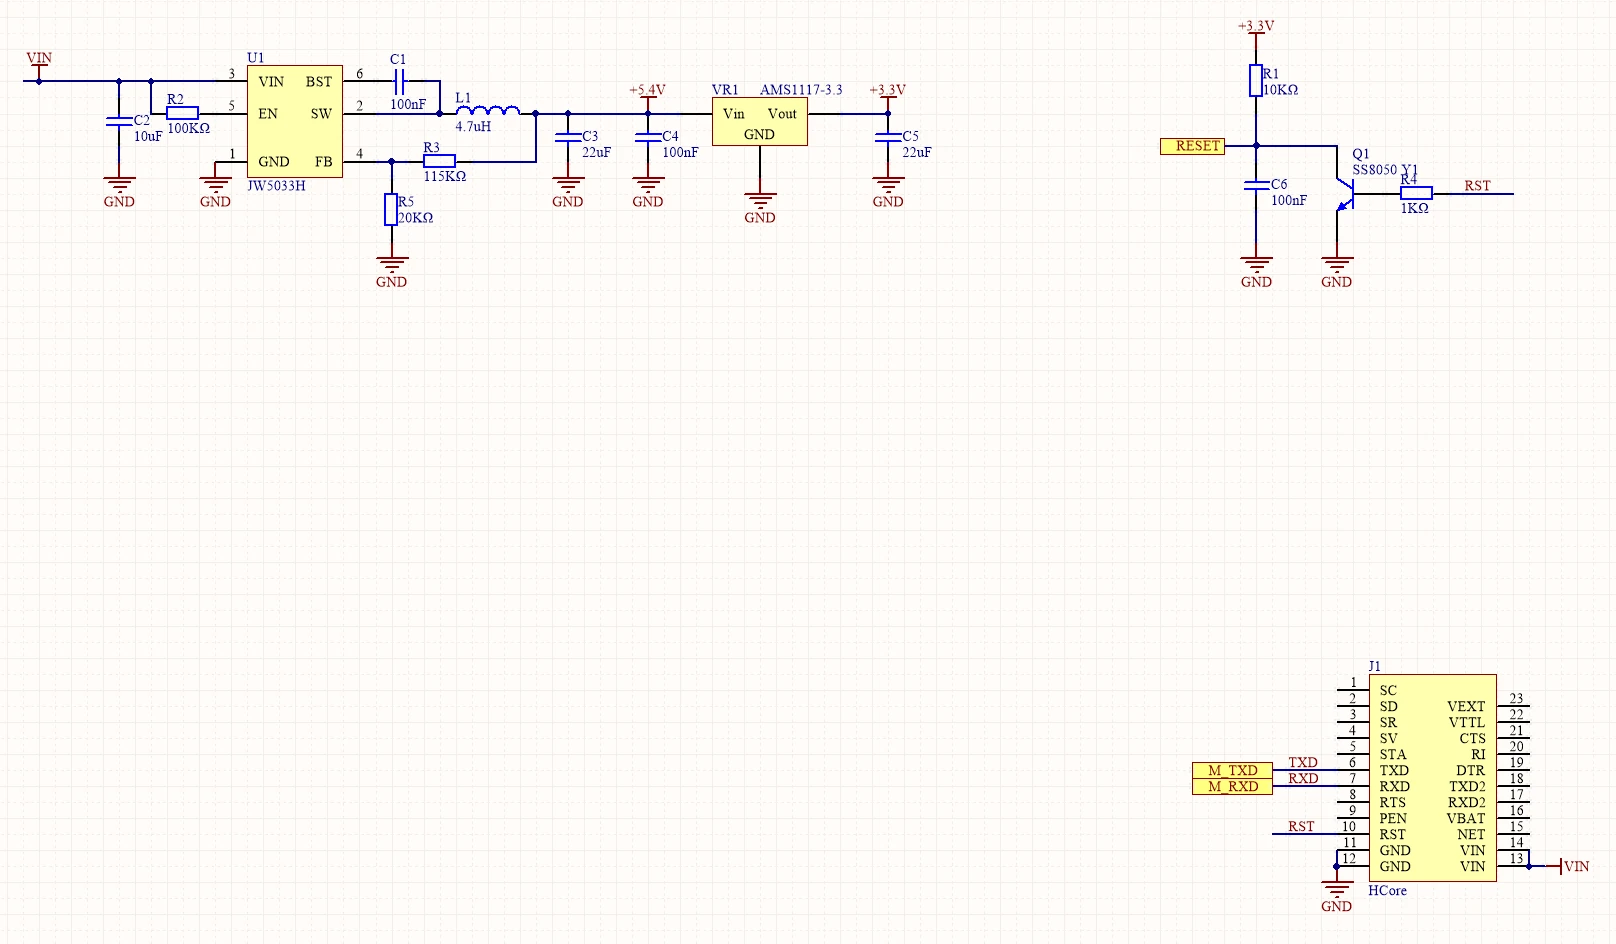 VIN
U1
3
VIN
BST
6
C1
100nF
R2
100KΩ
5
EN
SW
2
L1
4.7uH
C2
10uF
1
GND
FB
4
JW5033H
R3
115KΩ
R5
20KΩ
GND
GND
GND
C3
22uF
GND
+5.4V
C4
100nF
GND
VR1
AMS1117-3.3
Vin
Vout
GND
GND
+3.3V
C5
22uF
GND
+3.3V
R1
10KΩ
RESET
C6
100nF
GND
Q1
SS8050 Y1
R4
1KΩ
RST
GND
J1
1
SC
2
SD
VEXT
23
3
SR
VTTL
22
4
SV
CTS
21
5
STA
RI
20
M_TXD
TXD
6
TXD
DTR
19
M_RXD
RXD
7
RXD
TXD2
18
8
RTS
RXD2
17
9
PEN
VBAT
16
RST
10
RST
NET
15
11
GND
VIN
14
12
GND
VIN
13
VIN
HCore
GND